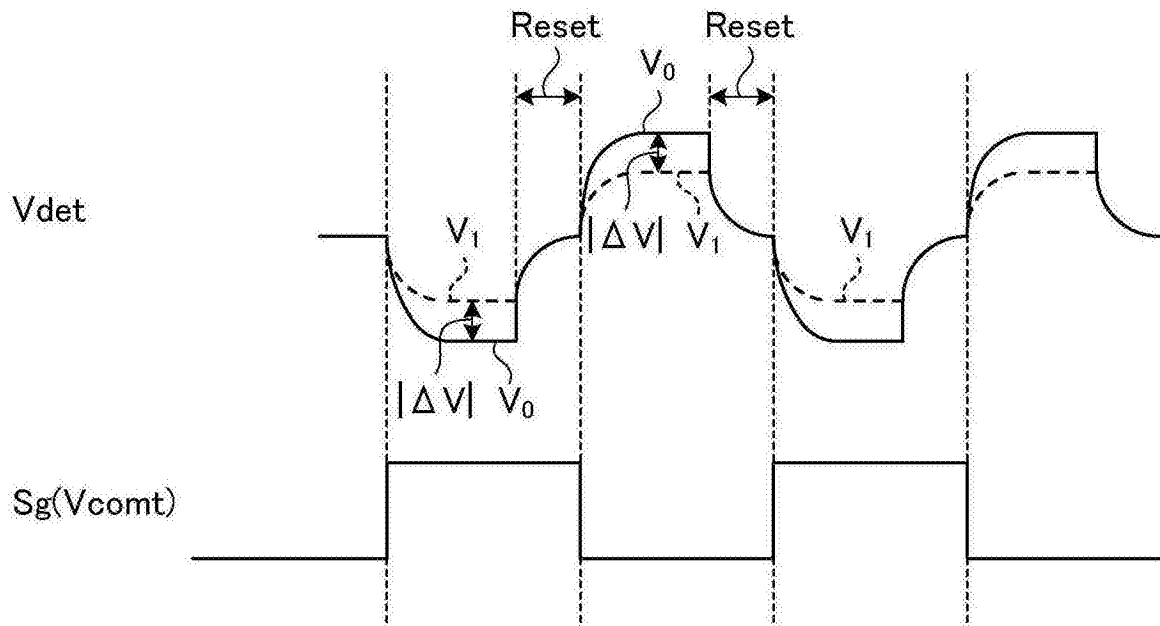 Reset
Reset
V0
Vdet
V1
|ΔV|
V1
V1
|ΔV|
V0
Sg(Vcomt)